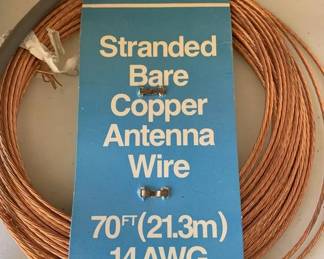 Stranded
Bare
Copper
Antenna
Wire
70FT(21.3m)
14 AWG